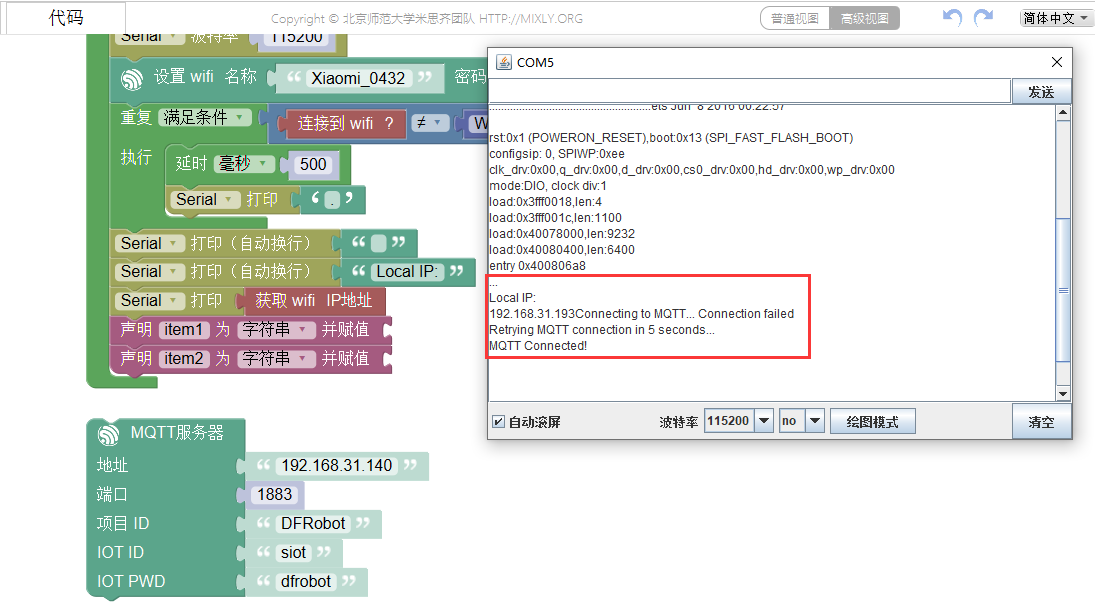 代码
Copyright © 北京师范大学米思齐团队 HTTP://MIXLY.ORG
普通视图 高级视图
简体中文
Serial 波特率 115200
设置 wifi 名称 “ Xiaomi_0432 ” 密码
重复 满足条件 连接到 wifi ? ≠ W
执行 延时 毫秒 500
Serial 打印 ‘ . ’
Serial 打印（自动换行） “ ”
Serial 打印（自动换行） “ Local IP: ”
Serial 打印 获取 wifi IP地址
声明 item1 为 字符串 并赋值
声明 item2 为 字符串 并赋值
MQTT服务器
地址 “ 192.168.31.140 ”
端口 1883
项目 ID “ DFRobot ”
IOT ID “ siot ”
IOT PWD “ dfrobot ”
COM5
发送
ets Jun 8 2016 00:22:57
rst:0x1 (POWERON_RESET),boot:0x13 (SPI_FAST_FLASH_BOOT)
configsip: 0, SPIWP:0xee
clk_drv:0x00,q_drv:0x00,d_drv:0x00,cs0_drv:0x00,hd_drv:0x00,wp_drv:0x00
mode:DIO, clock div:1
load:0x3fff0018,len:4
load:0x3fff001c,len:1100
load:0x40078000,len:9232
load:0x40080400,len:6400
entry 0x400806a8
...
Local IP:
192.168.31.193Connecting to MQTT... Connection failed
Retrying MQTT connection in 5 seconds...
MQTT Connected!
自动滚屏 波特率 115200 no 绘图模式 清空